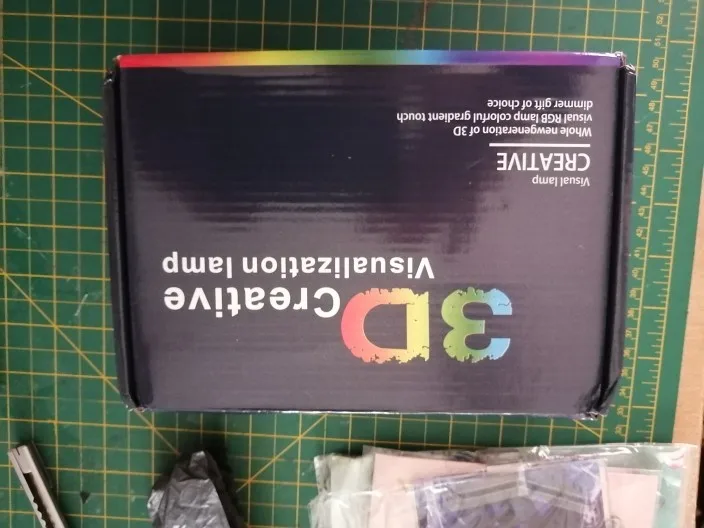 3D Creative
Visualization lamp
Visual lamp
CREATIVE
Whole newgeneration of 3D
visual RGB lamp colorful gradient touch
dimmer gift of choice